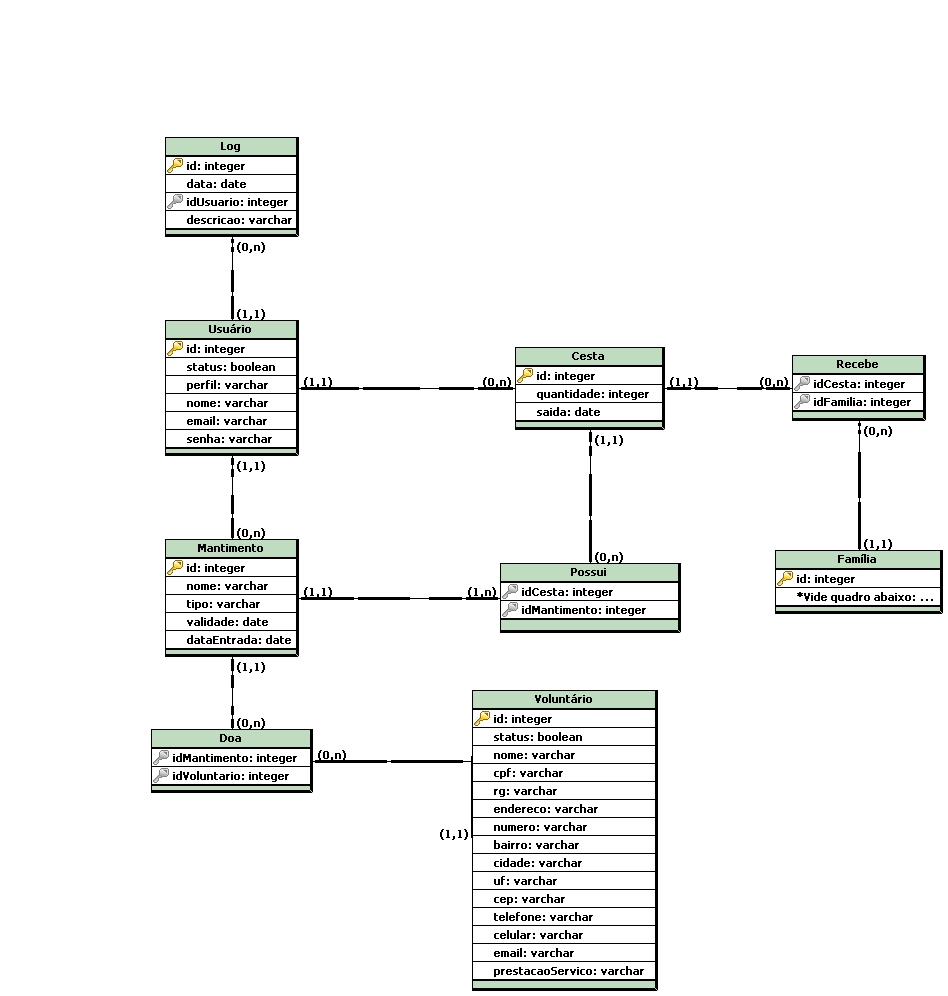 Log
id: integer
data: date
idUsuario: integer
descricao: varchar
(0,n)
(1,1)
Usuário
id: integer
status: boolean
perfil: varchar
nome: varchar
email: varchar
senha: varchar
(1,1)
(0,n)
Cesta
id: integer
quantidade: integer
saida: date
(1,1)
(0,n)
Recebe
idCesta: integer
idFamilia: integer
(0,n)
(1,1)
Família
id: integer
*Vide quadro abaixo: ...
(1,1)
(0,n)
(1,1)
(0,n)
Mantimento
id: integer
nome: varchar
tipo: varchar
validade: date
dataEntrada: date
(1,1)
(1,n)
Possui
idCesta: integer
idMantimento: integer
(1,1)
(0,n)
Doa
idMantimento: integer
idVoluntario: integer
(0,n)
(1,1)
Voluntário
id: integer
status: boolean
nome: varchar
cpf: varchar
rg: varchar
endereco: varchar
numero: varchar
bairro: varchar
cidade: varchar
uf: varchar
cep: varchar
telefone: varchar
celular: varchar
email: varchar
prestacaoServico: varchar